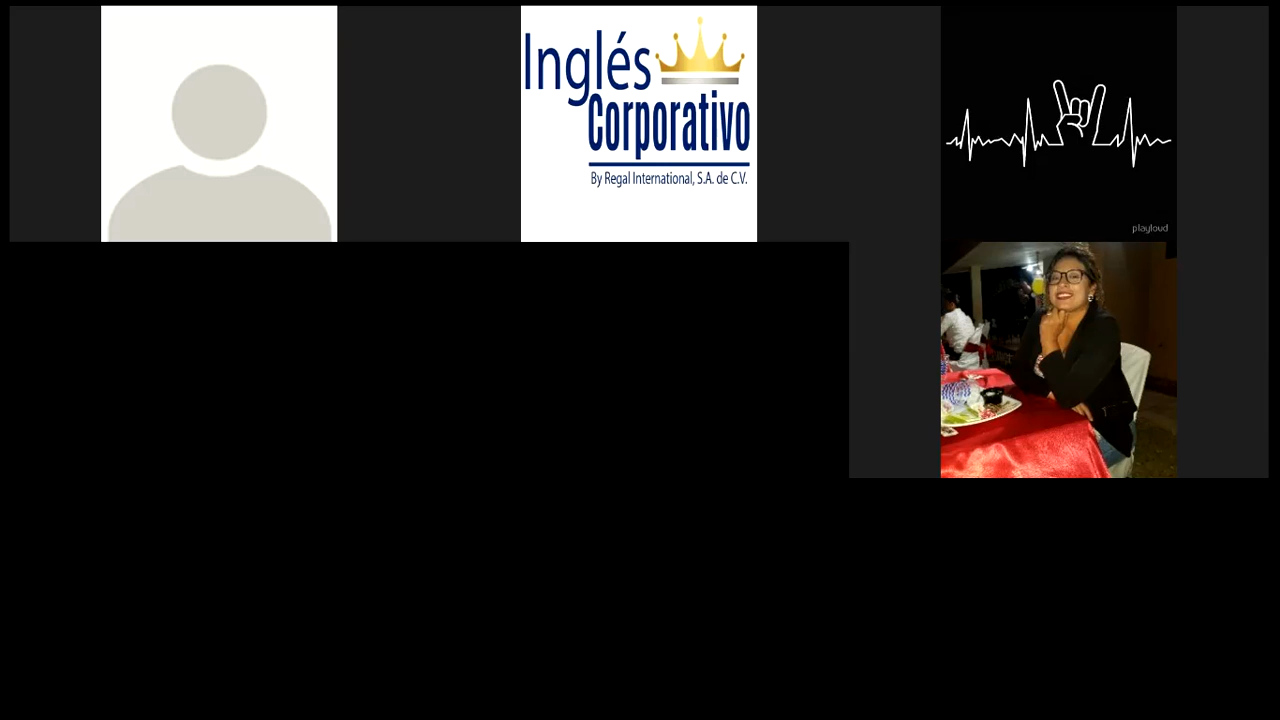 Inglés
Corporativo
By Regal International, S.A. de C.V.
playloud